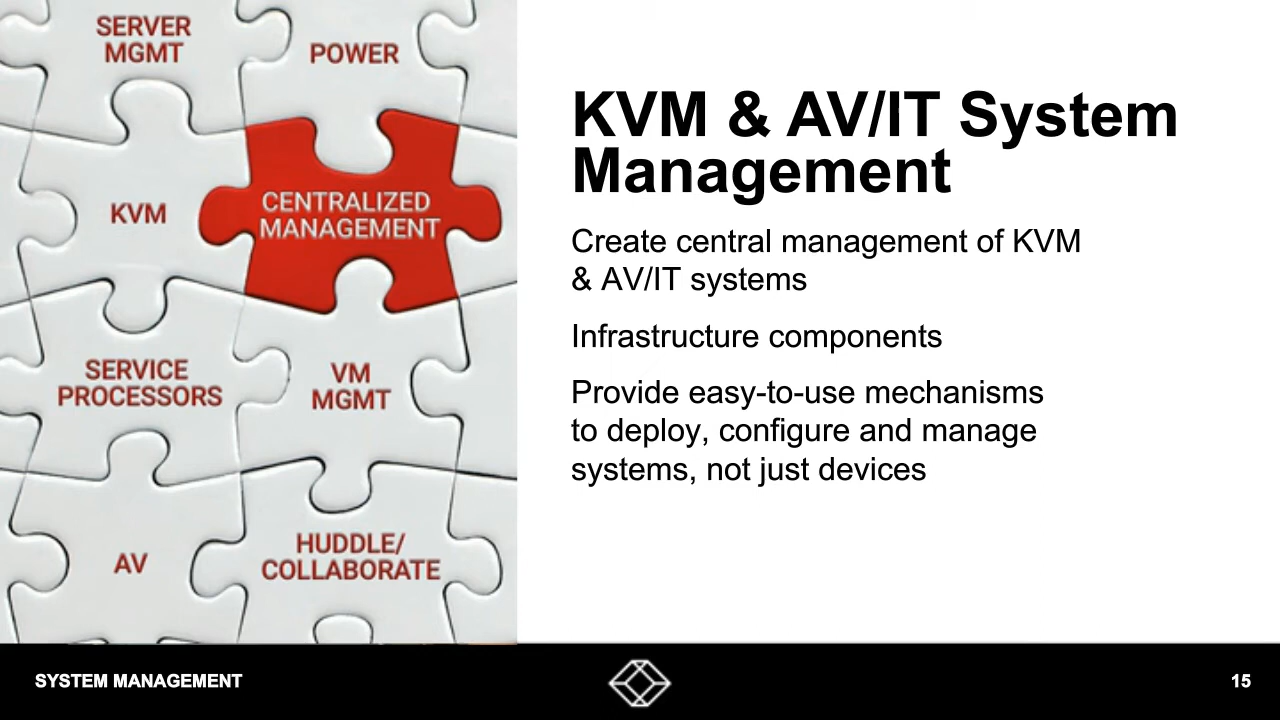 SERVER
MGMT
POWER
KVM
CENTRALIZED
MANAGEMENT
SERVICE
PROCESSORS
VM
MGMT
AV
HUDDLE/
COLLABORATE
KVM & AV/IT System
Management
Create central management of KVM
& AV/IT systems
Infrastructure components
Provide easy-to-use mechanisms
to deploy, configure and manage
systems, not just devices
SYSTEM MANAGEMENT
15